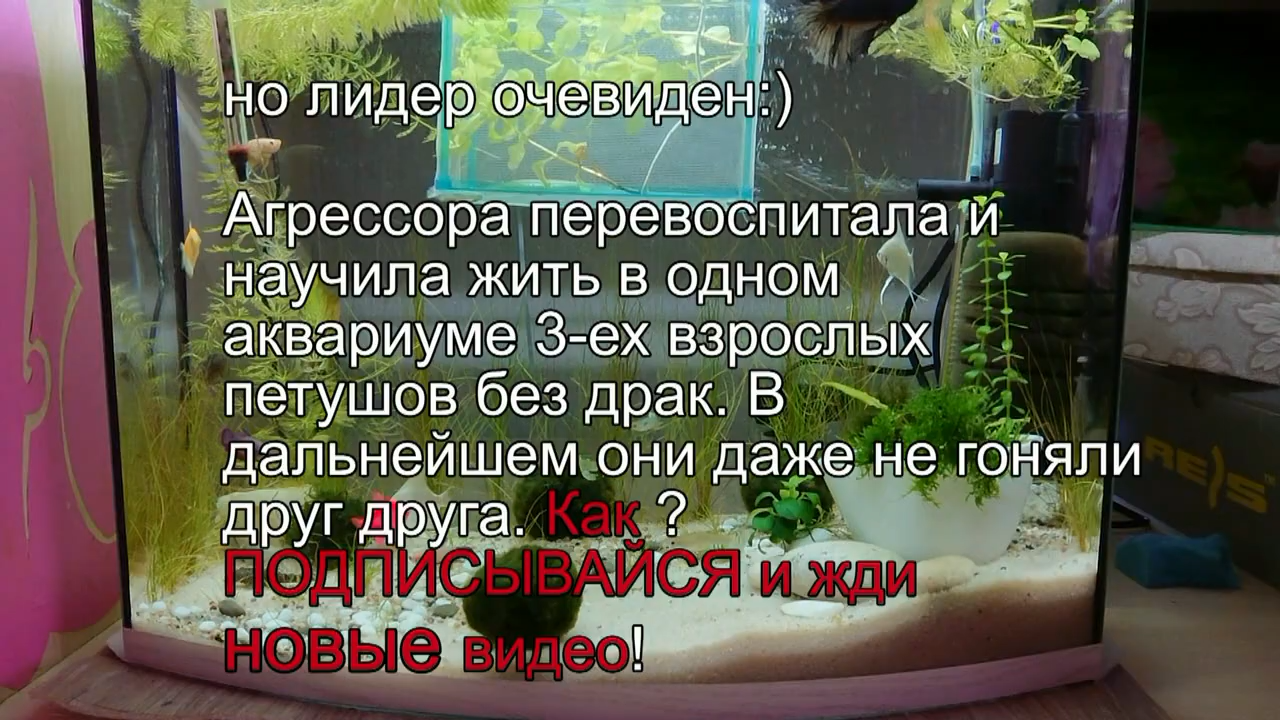 но лидер очевиден:)
Агрессора перевоспитала и
научила жить в одном
аквариуме 3-ех взрослых
петушов без драк. В
дальнейшем они даже не гоняли
друг друга. Как ?
ПОДПИСЫВАЙСЯ и жди
новые видео!